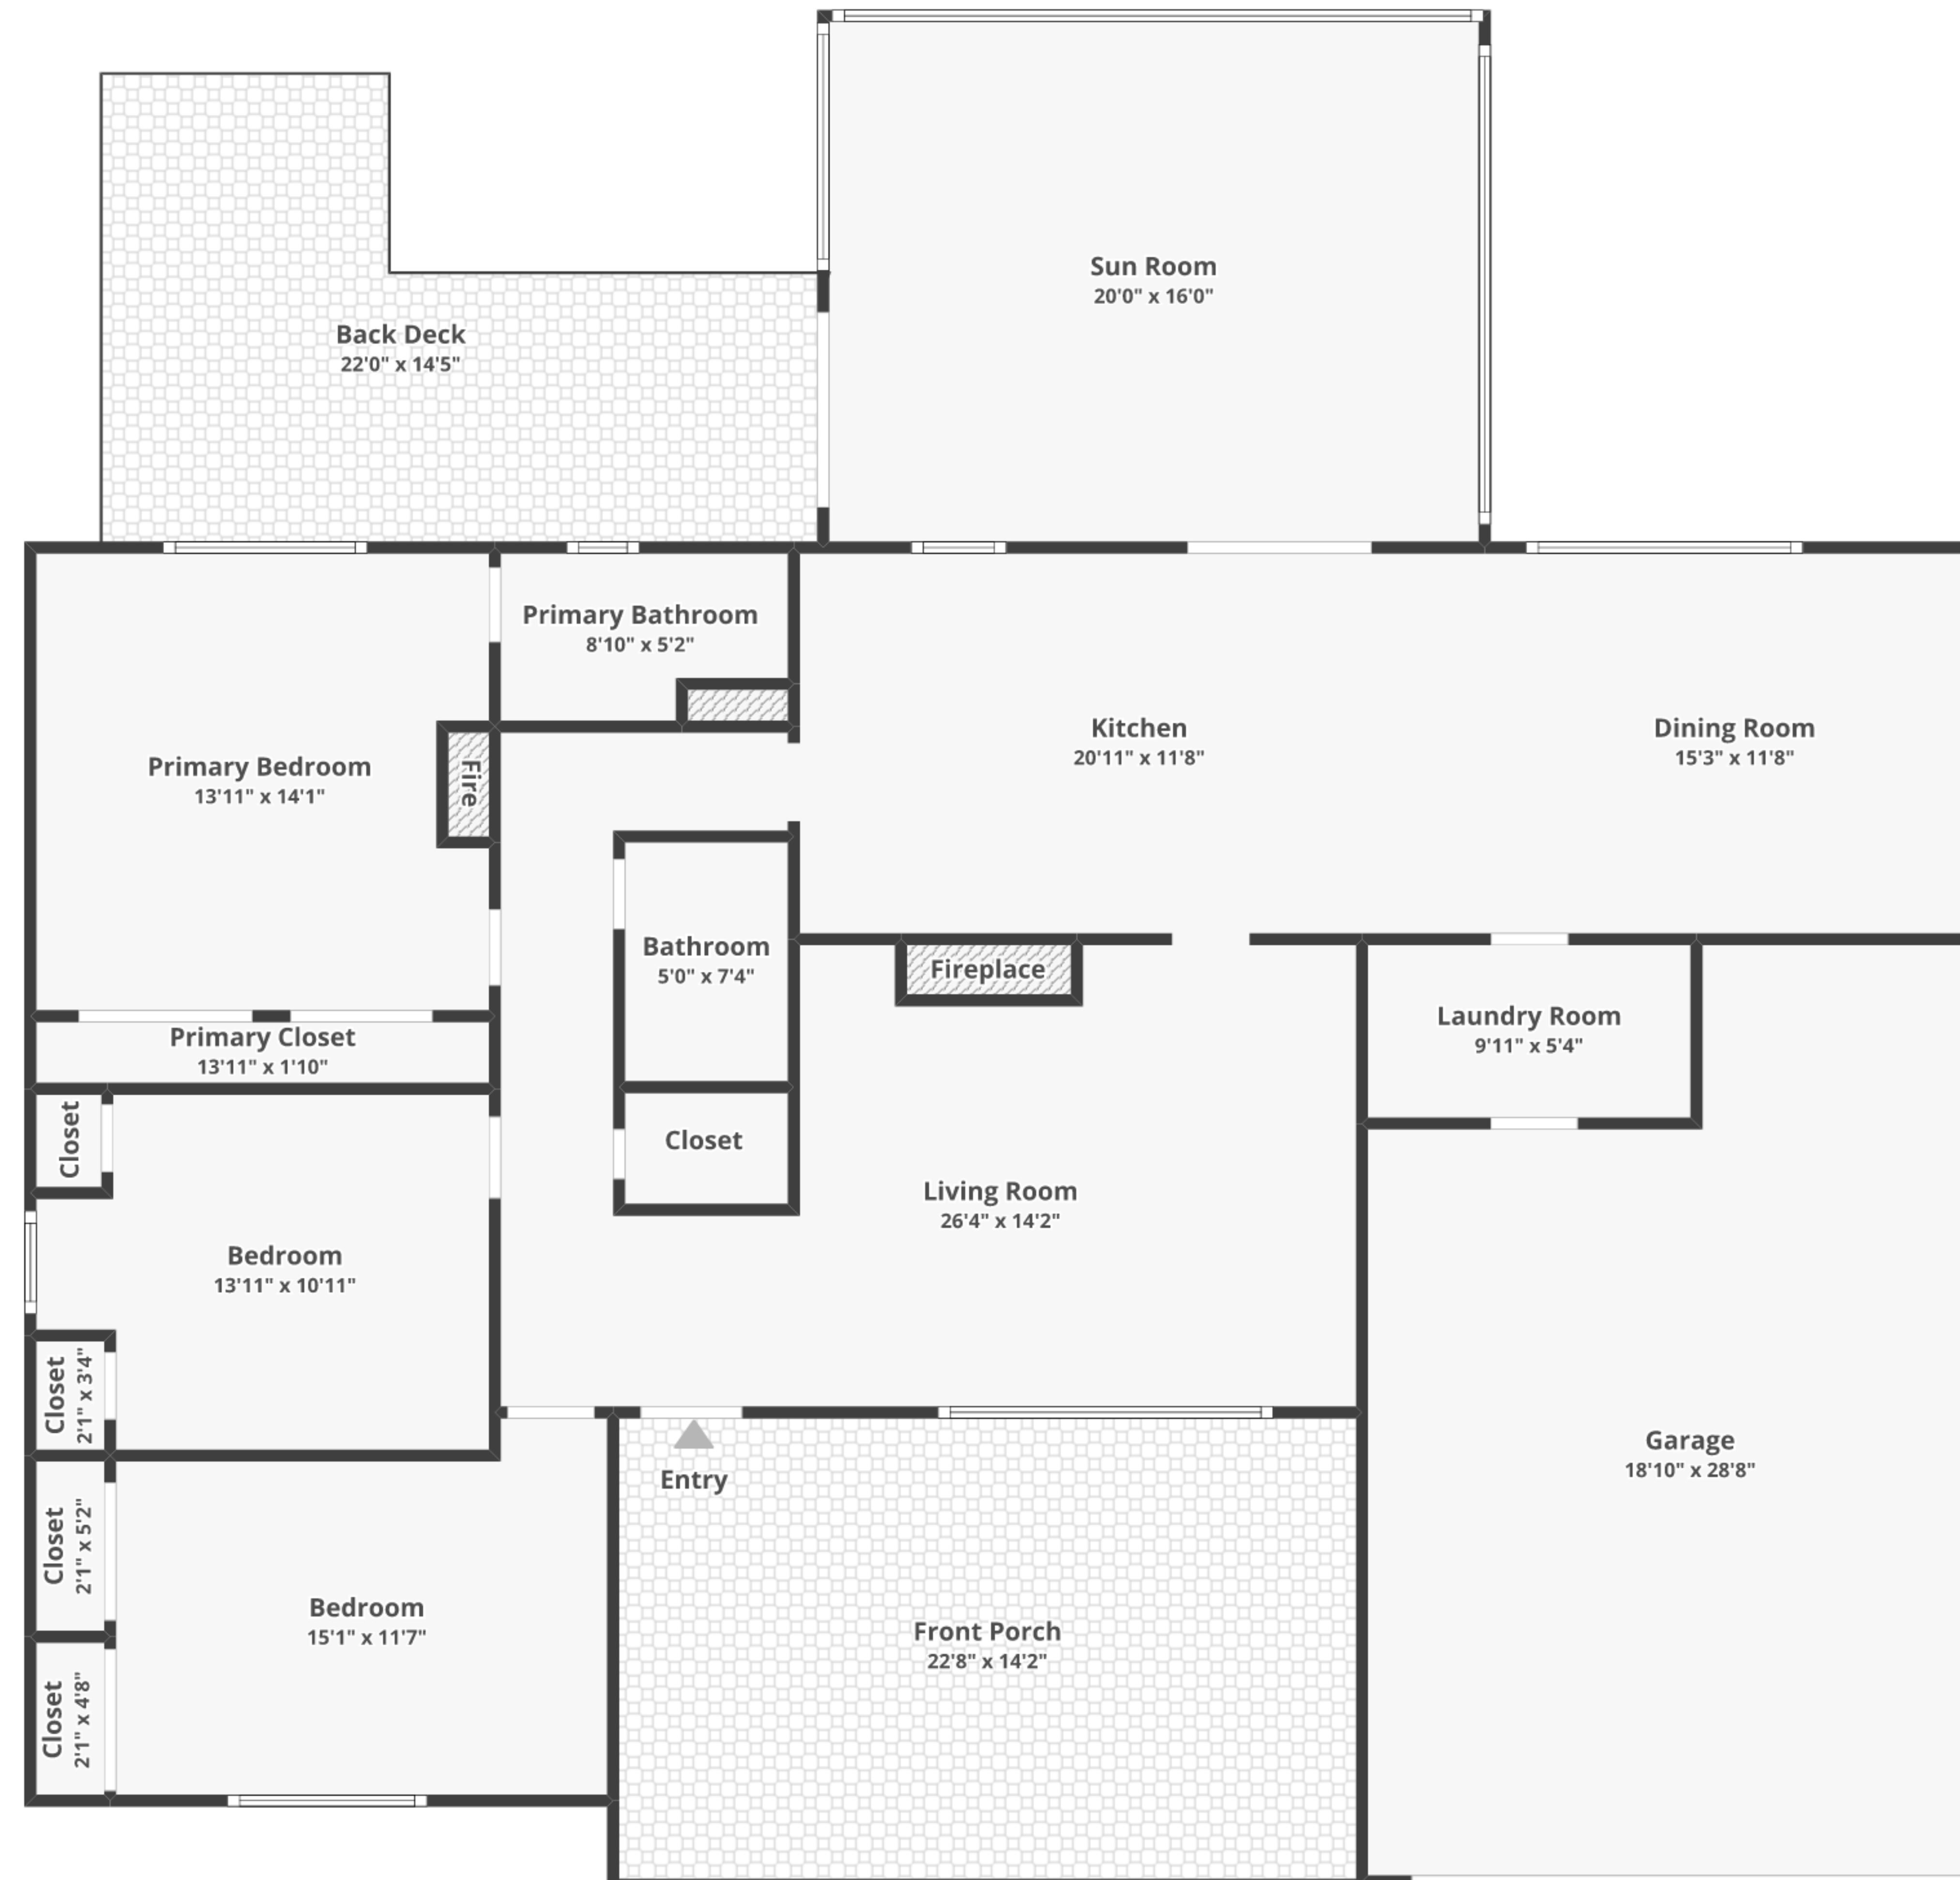 Sun Room
20'0" x 16'0"
Back Deck
22'0" x 14'5"
Primary Bathroom
8'10" x 5'2"
Kitchen
20'11" x 11'8"
Dining Room
15'3" x 11'8"
Primary Bedroom
13'11" x 14'1"
Fire
Bathroom
5'0" x 7'4"
Fireplace
Laundry Room
9'11" x 5'4"
Primary Closet
13'11" x 1'10"
Closet
Closet
Living Room
26'4" x 14'2"
Bedroom
13'11" x 10'11"
Closet
2'1" x 3'4"
Garage
18'10" x 28'8"
Entry
Closet
2'1" x 5'2"
Bedroom
15'1" x 11'7"
Front Porch
22'8" x 14'2"
Closet
2'1" x 4'8"